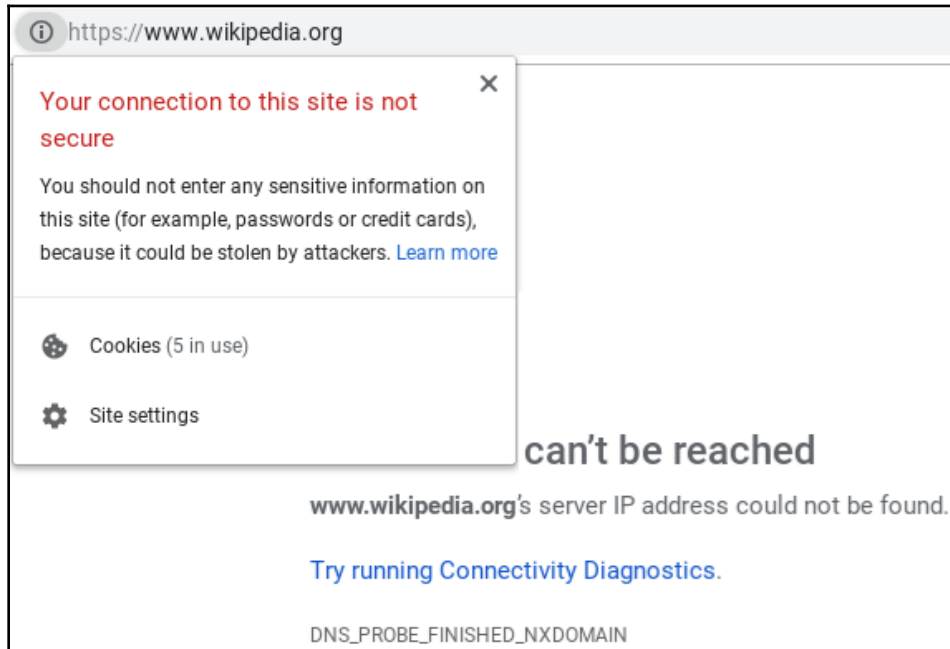 https://www.wikipedia.org
Your connection to this site is not
secure
You should not enter any sensitive information on
this site (for example, passwords or credit cards),
because it could be stolen by attackers. Learn more
Cookies (5 in use)
Site settings
can't be reached
www.wikipedia.org's server IP address could not be found.
Try running Connectivity Diagnostics.
DNS_PROBE_FINISHED_NXDOMAIN